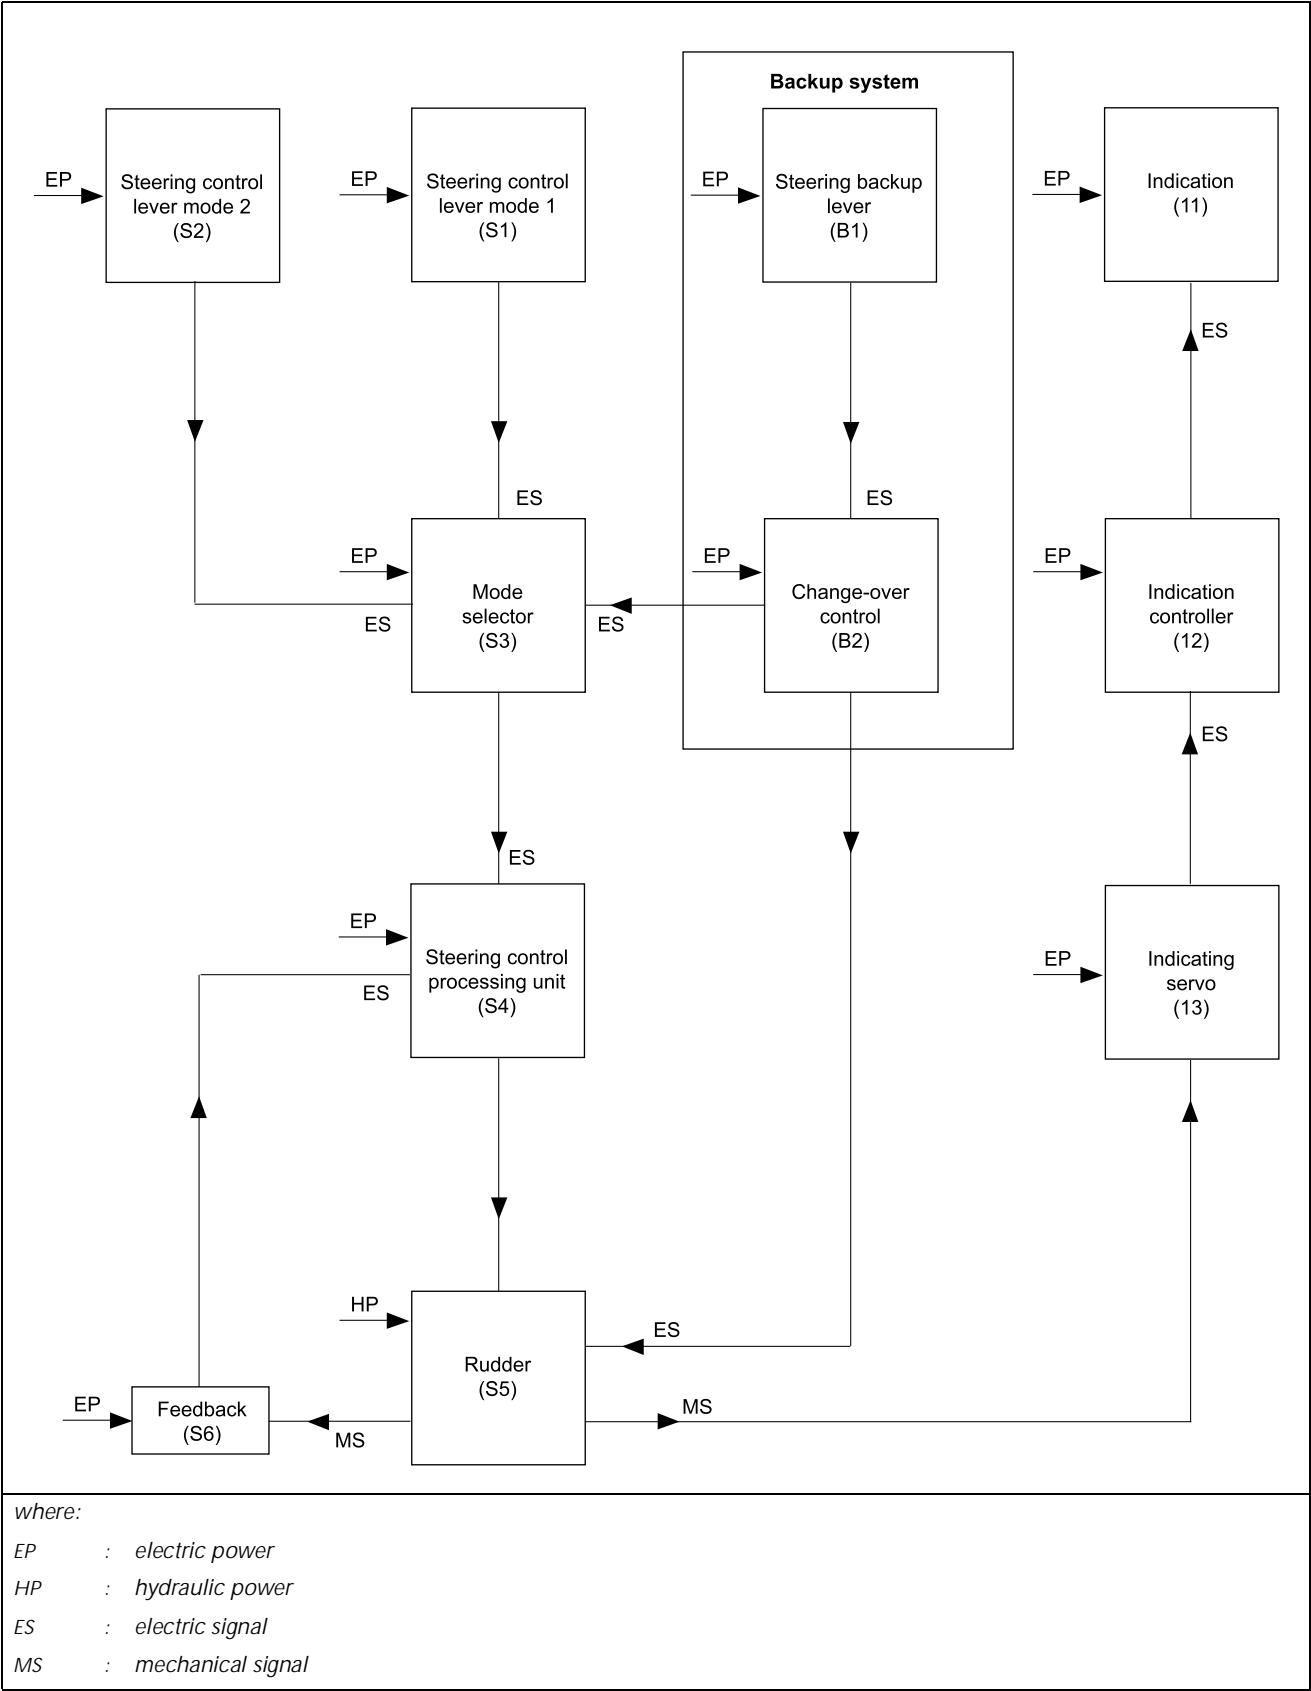 Backup system
EP
Steering control
lever mode 2
(S2)
EP
Steering control
lever mode 1
(S1)
EP
Steering backup
lever
(B1)
EP
Indication
(11)
ES
ES
ES
EP
Mode
selector
(S3)
ES
ES
EP
Change-over
control
(B2)
EP
Indication
controller
(12)
ES
ES
EP
Steering control
processing unit
(S4)
ES
EP
Indicating
servo
(13)
HP
Rudder
(S5)
ES
MS
EP
Feedback
(S6)
MS
where:
EP : electric power
HP : hydraulic power
ES : electric signal
MS : mechanical signal